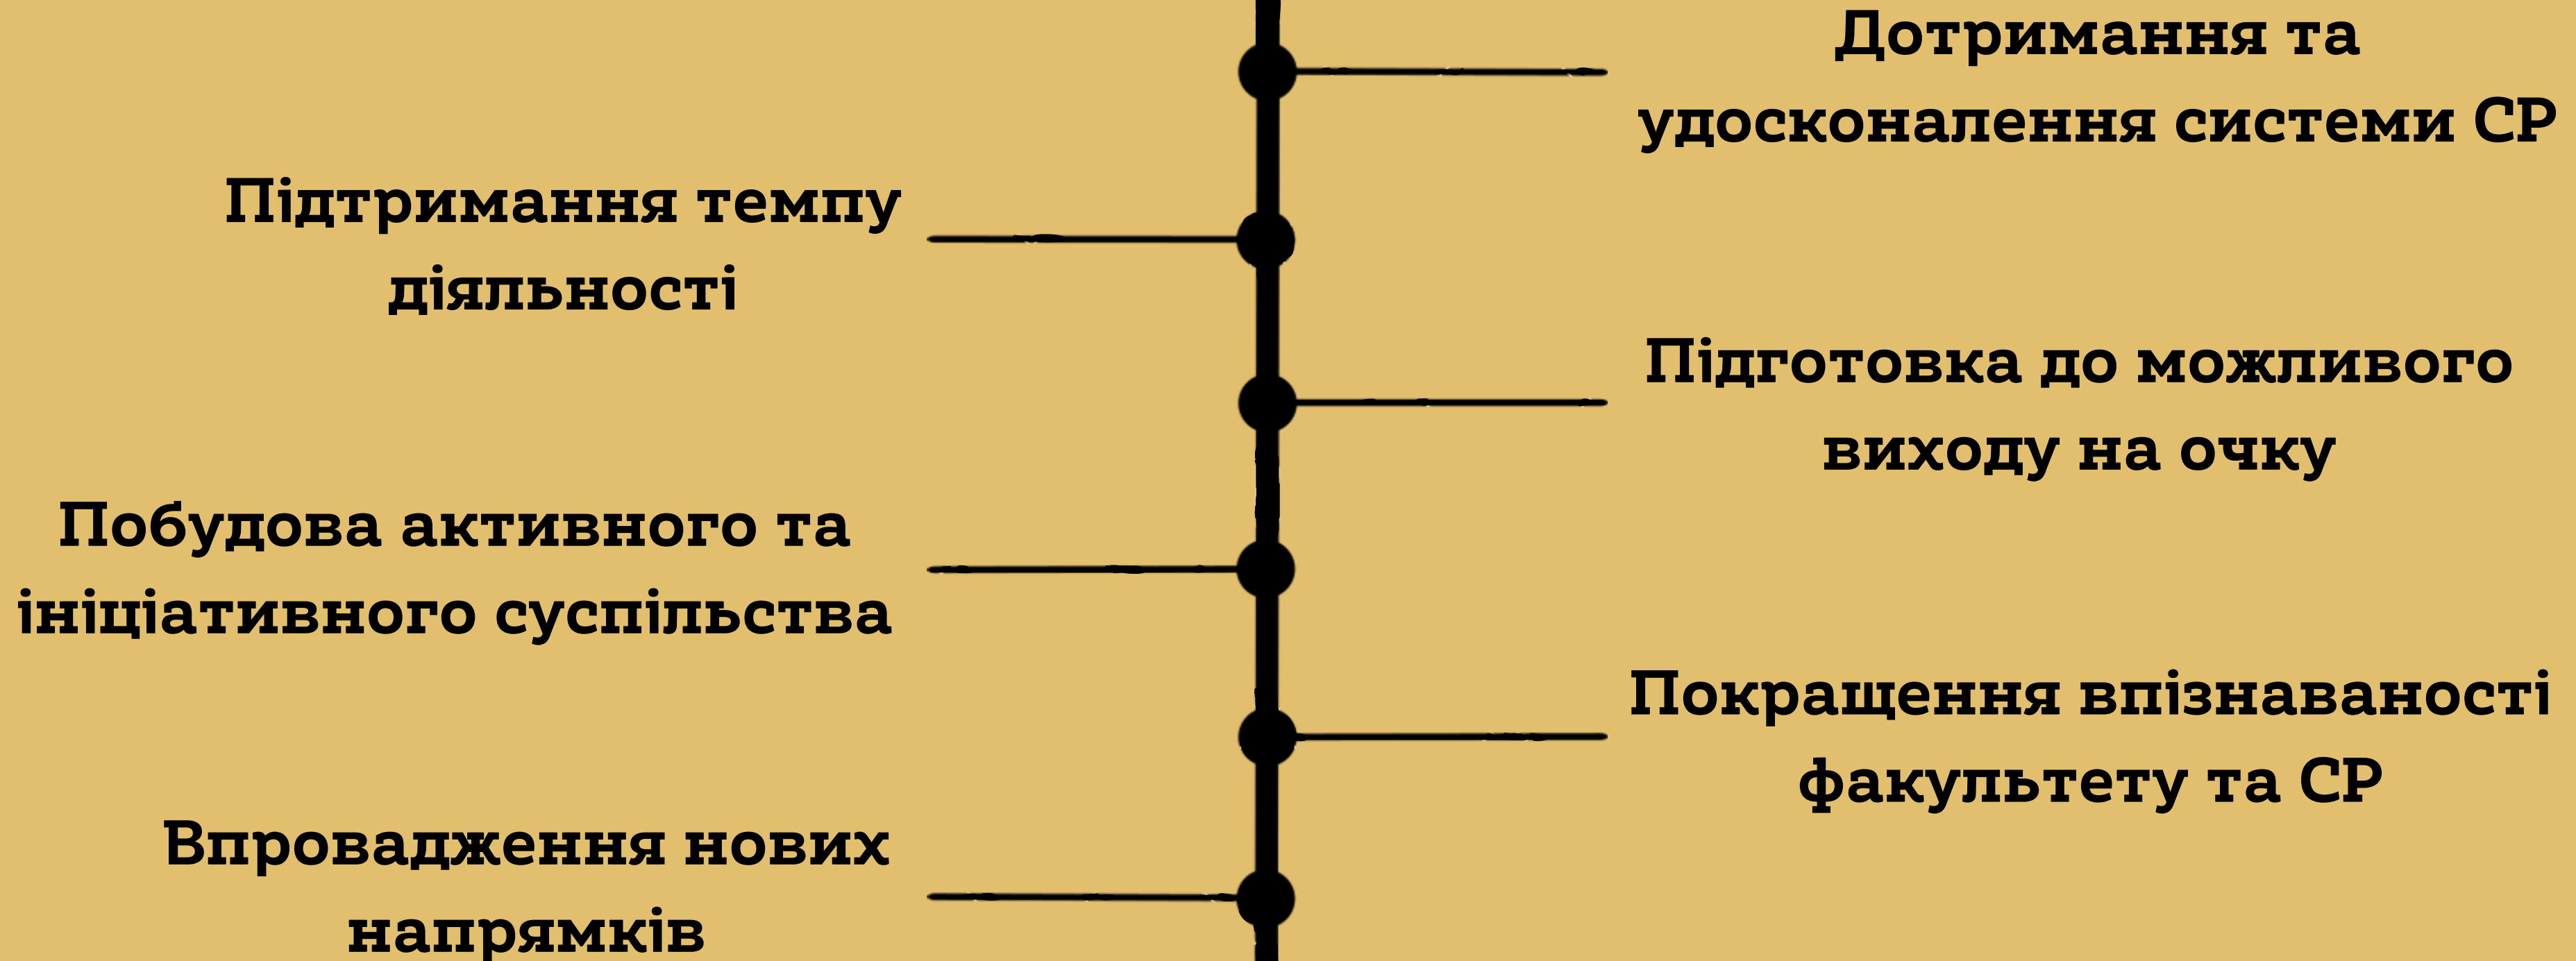 Дотримання та
удосконалення системи СР
Підтримання темпу
діяльності
Підготовка до можливого
виходу на очку
Побудова активного та
ініціативного суспільства
Покращення впізнаваності
факультету та СР
Впровадження нових
напрямків